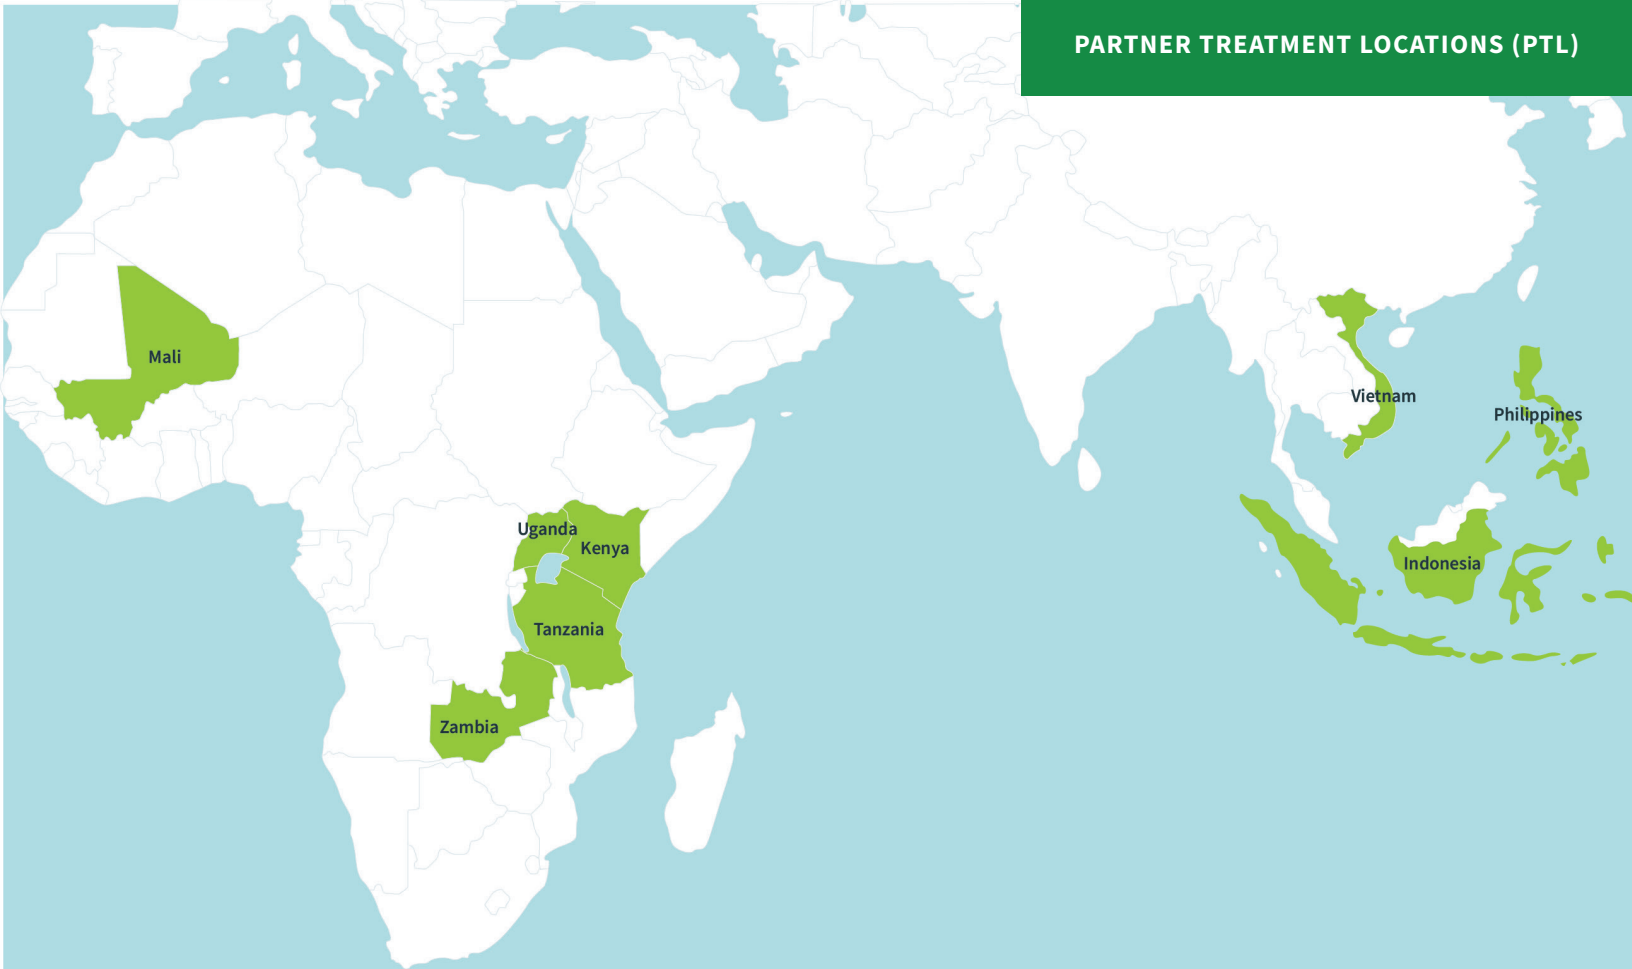 PARTNER TREATMENT LOCATIONS (PTL)
Mali
Vietnam
Philippines
Uganda
Kenya
Indonesia
Tanzania
Zambia